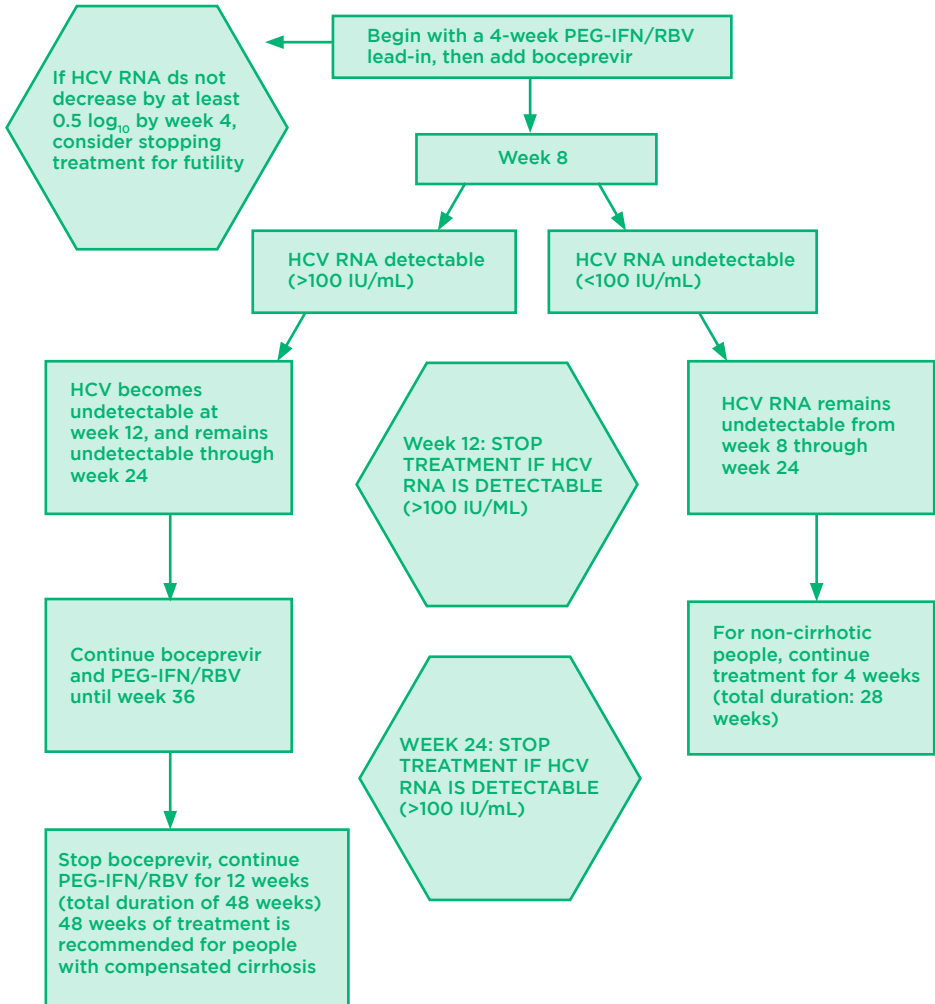 Begin with a 4-week PEG-IFN/RBV
lead-in, then add boceprevir
If HCV RNA ds not
decrease by at least
0.5 log₁₀ by week 4,
consider stopping
treatment for futility
Week 8
HCV RNA detectable
(>100 IU/mL)
HCV RNA undetectable
(<100 IU/mL)
HCV becomes
undetectable at
week 12, and remains
undetectable through
week 24
Week 12: STOP
TREATMENT IF HCV
RNA IS DETECTABLE
(>100 IU/ML)
HCV RNA remains
undetectable from
week 8 through
week 24
Continue boceprevir
and PEG-IFN/RBV
until week 36
For non-cirrhotic
people, continue
treatment for 4 weeks
(total duration: 28
weeks)
WEEK 24: STOP
TREATMENT IF HCV
RNA IS DETECTABLE
(>100 IU/mL)
Stop boceprevir, continue
PEG-IFN/RBV for 12 weeks
(total duration of 48 weeks)
48 weeks of treatment is
recommended for people
with compensated cirrhosis